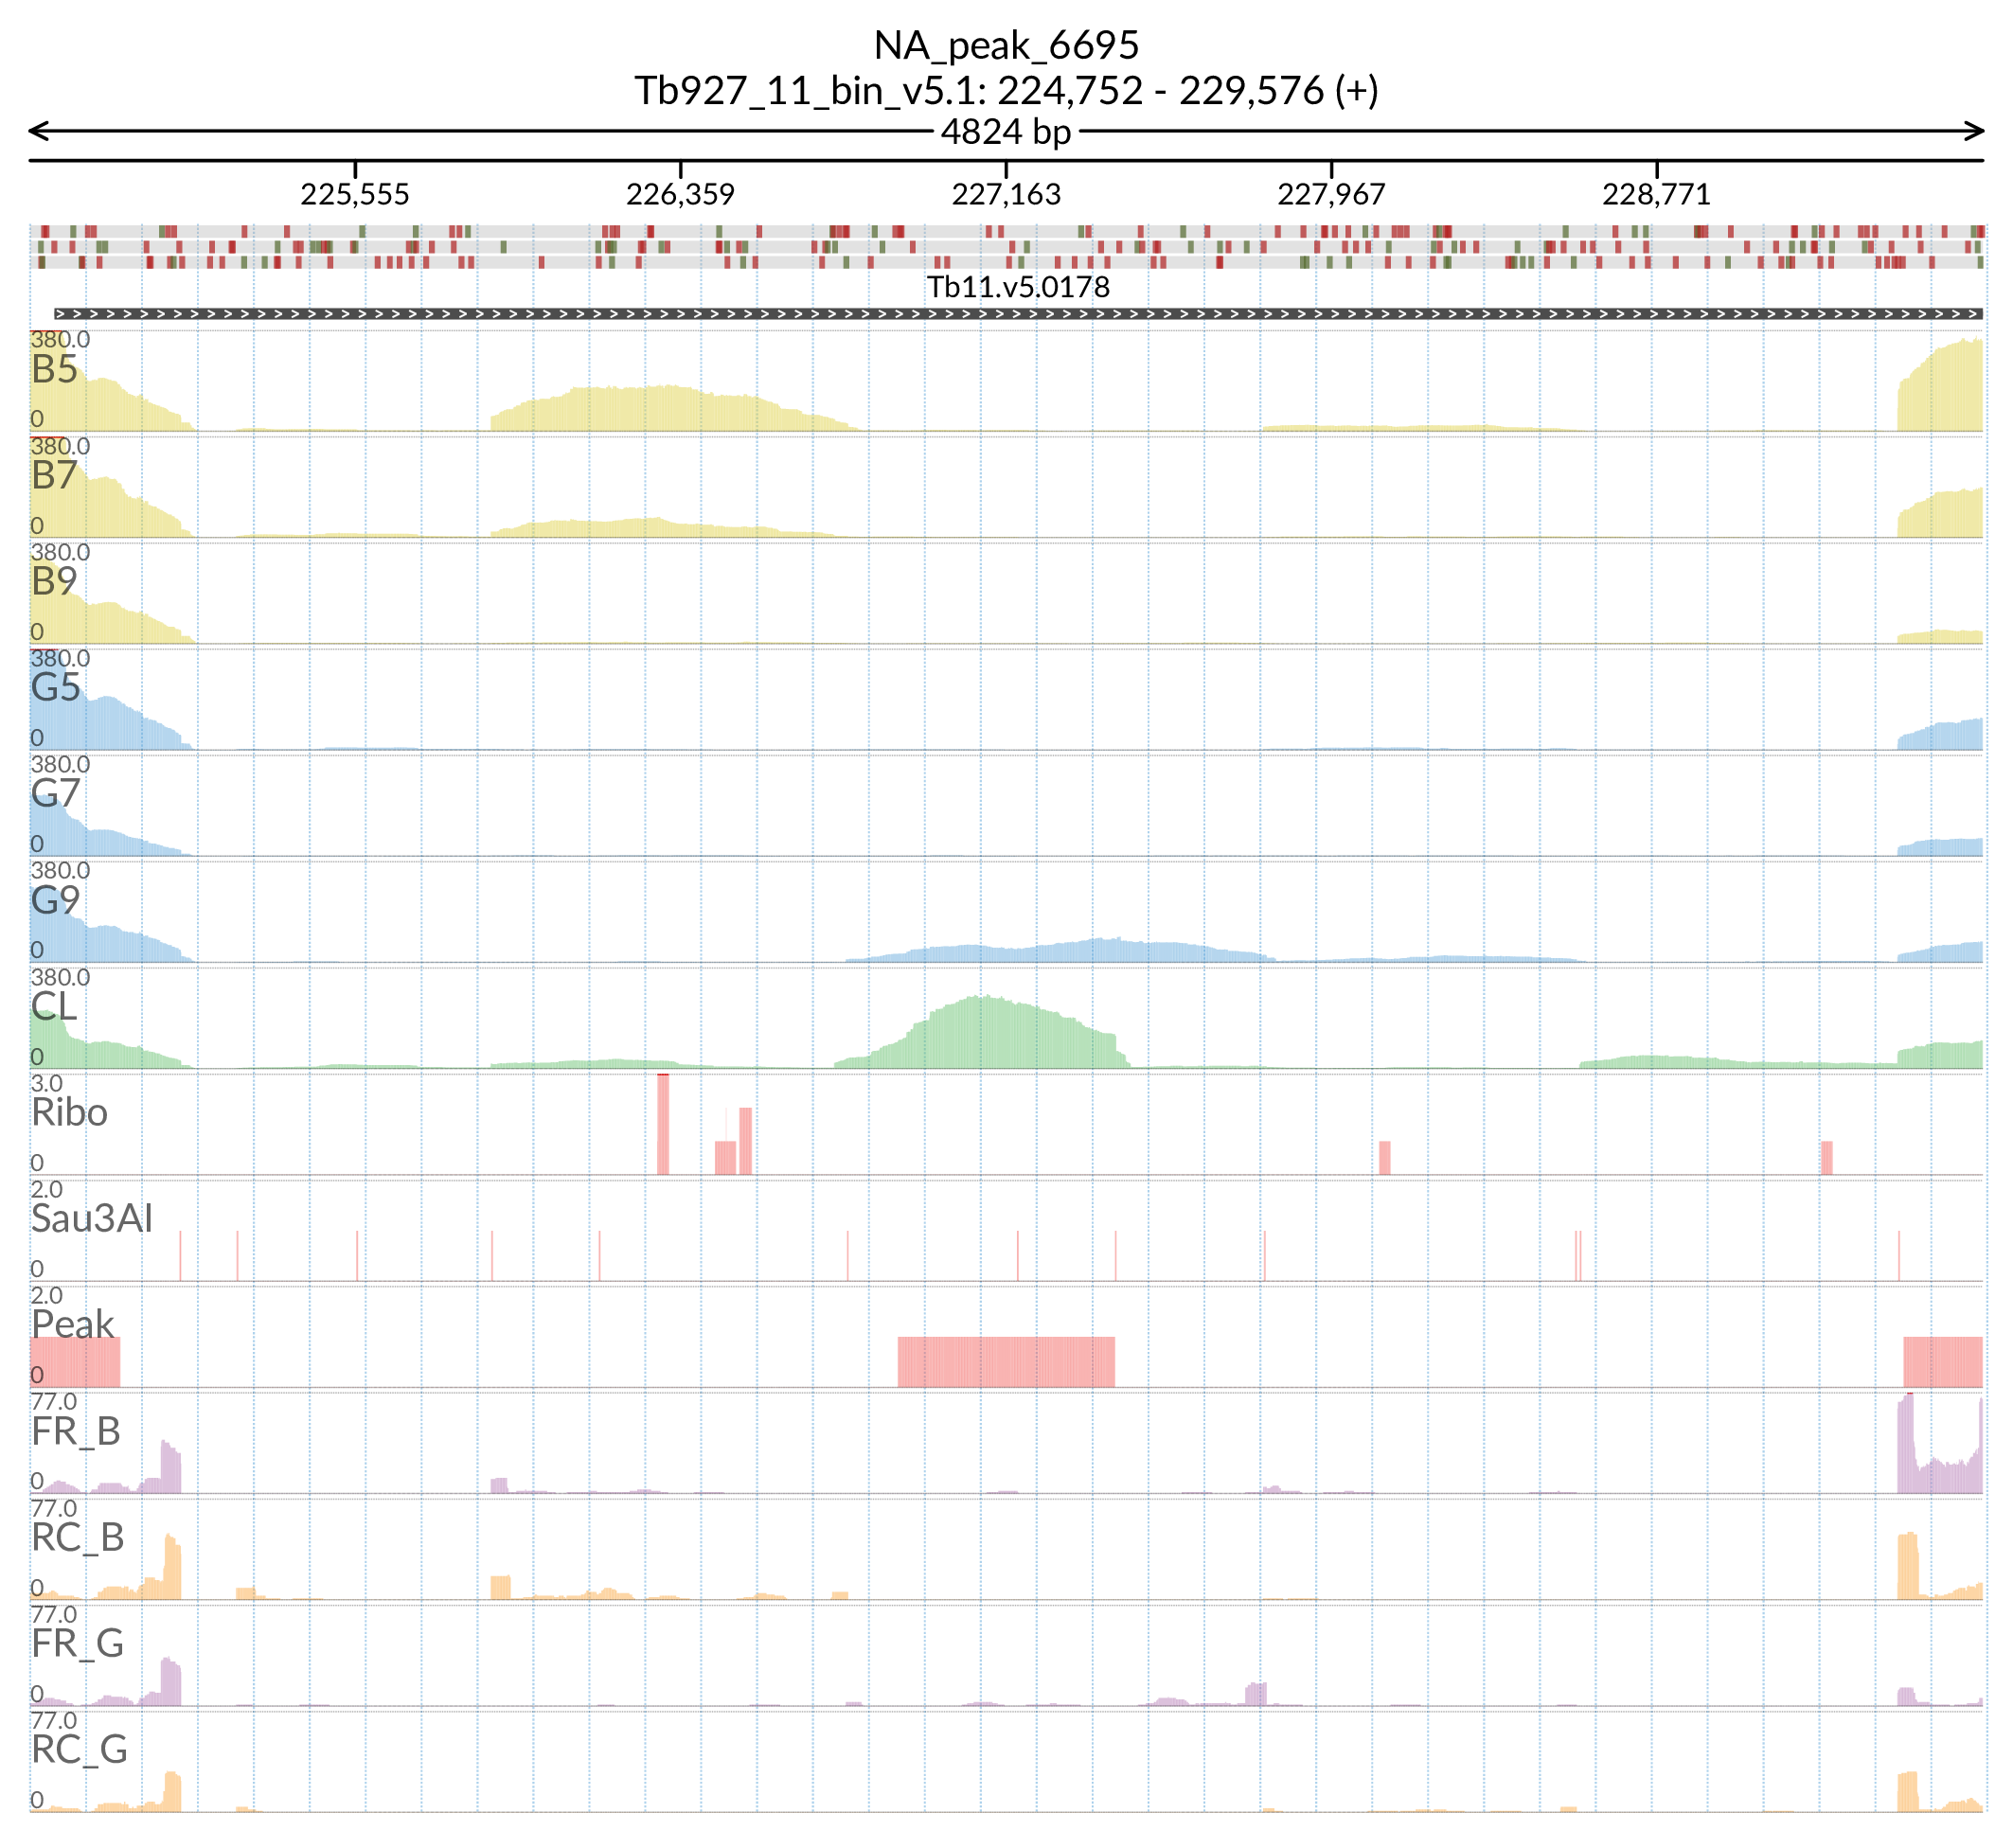 NA_peak_6695
Tb927_11_bin_v5.1: 224,752 - 229,576 (+)
4824 bp
225,555 226,359 227,163 227,967 228,771
Tb11.v5.0178
380.0
B5
0
380.0
B7
0
380.0
B9
0
380.0
G5
0
380.0
G7
0
380.0
G9
0
380.0
CL
0
3.0
Ribo
0
2.0
Sau3AI
0
2.0
Peak
0
77.0
FR_B
0
77.0
RC_B
0
77.0
FR_G
0
77.0
RC_G
0